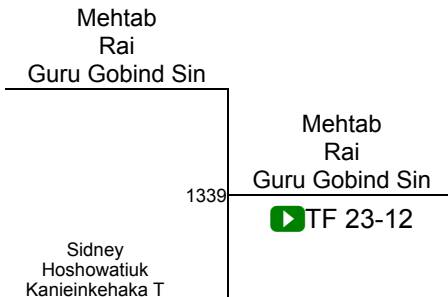 Mehtab
Rai
Guru Gobind Sin
Mehtab
Rai
Guru Gobind Sin
1339
TF 23-12
Sidney
Hoshowatiuk
Kanieinkehaka T